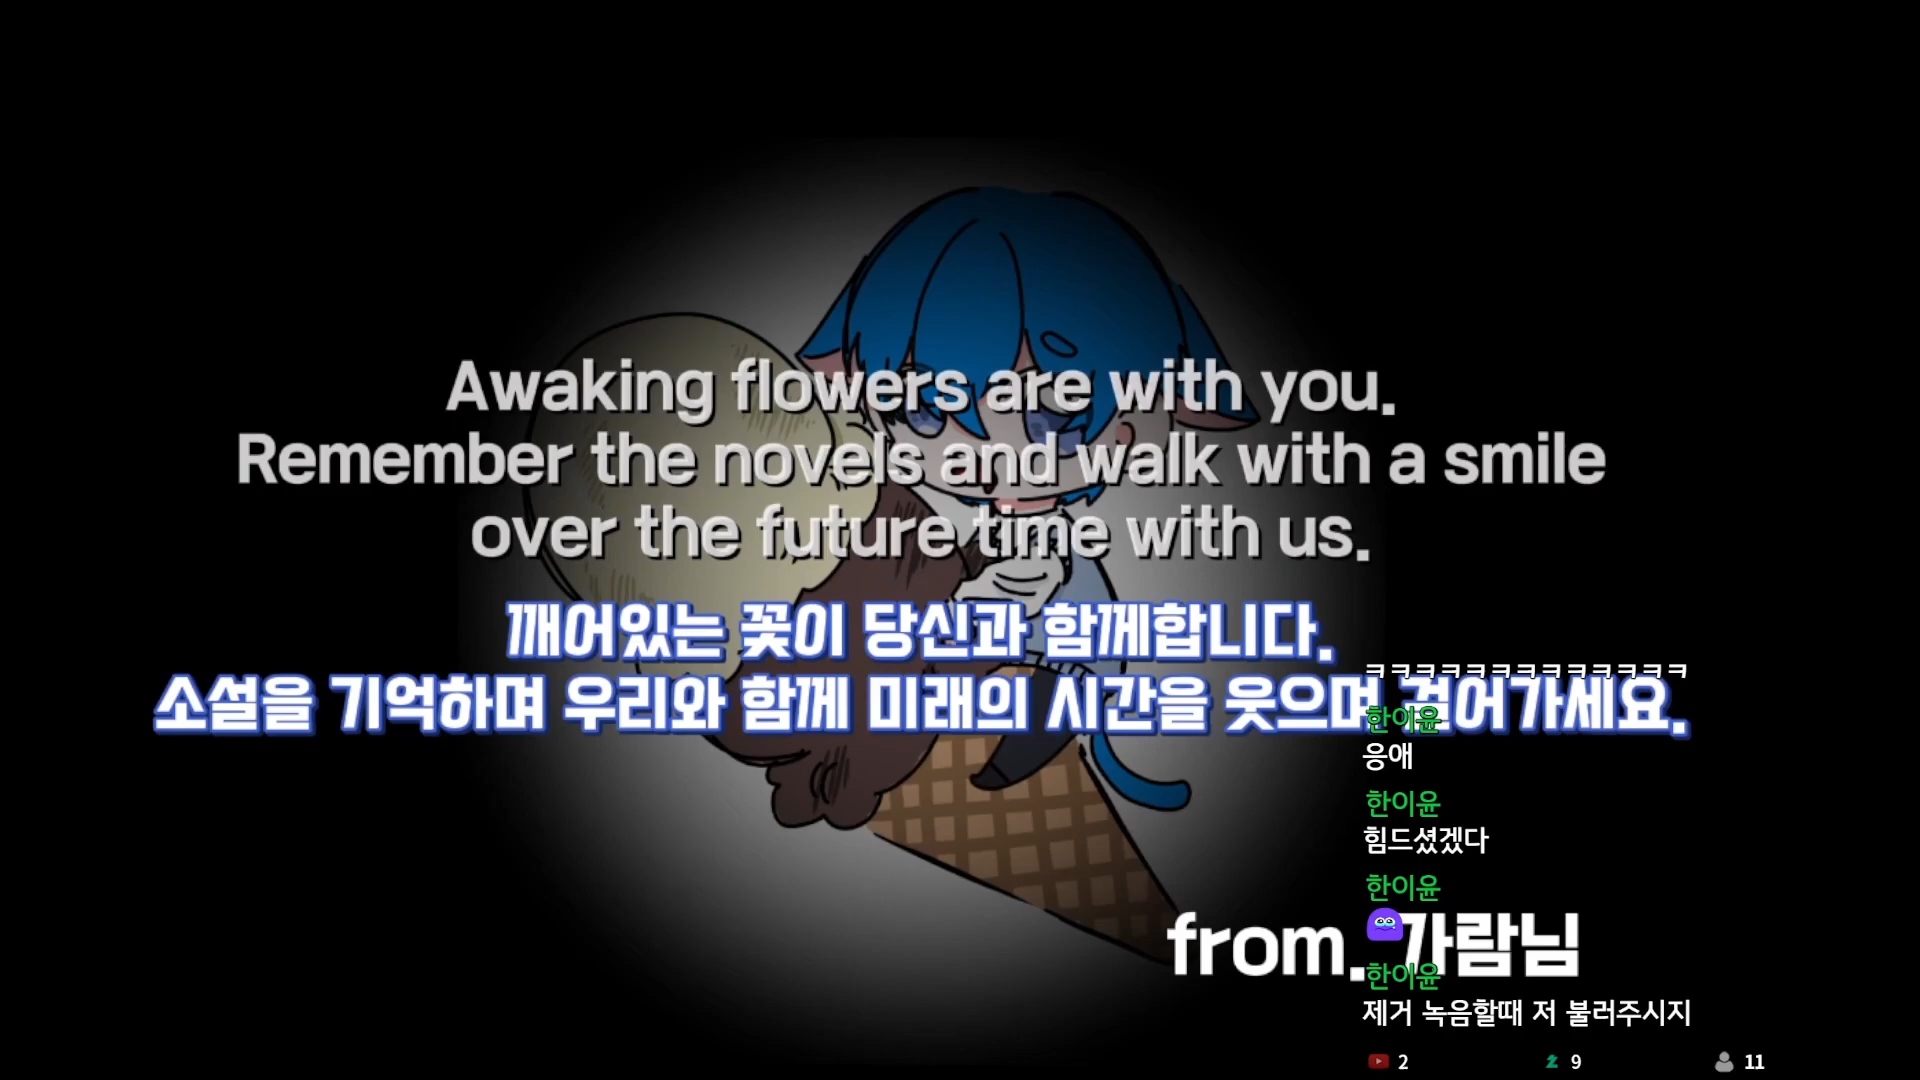 Awaking flowers are with you.
Remember the novels and walk with a smile
over the future time with us.
깨어있는 꽃이 당신과 함께합니다.
소설을 기억하며 우리와 함께 미래의 시간을 웃으며 걸어가세요.
from. 가람님
ㅋㅋㅋㅋㅋㅋㅋㅋㅋㅋㅋㅋㅋ
한이윤
응애
한이윤
힘드셨겠다
한이윤
한이윤
제거 녹음할때 저 불러주시지
2
9
11